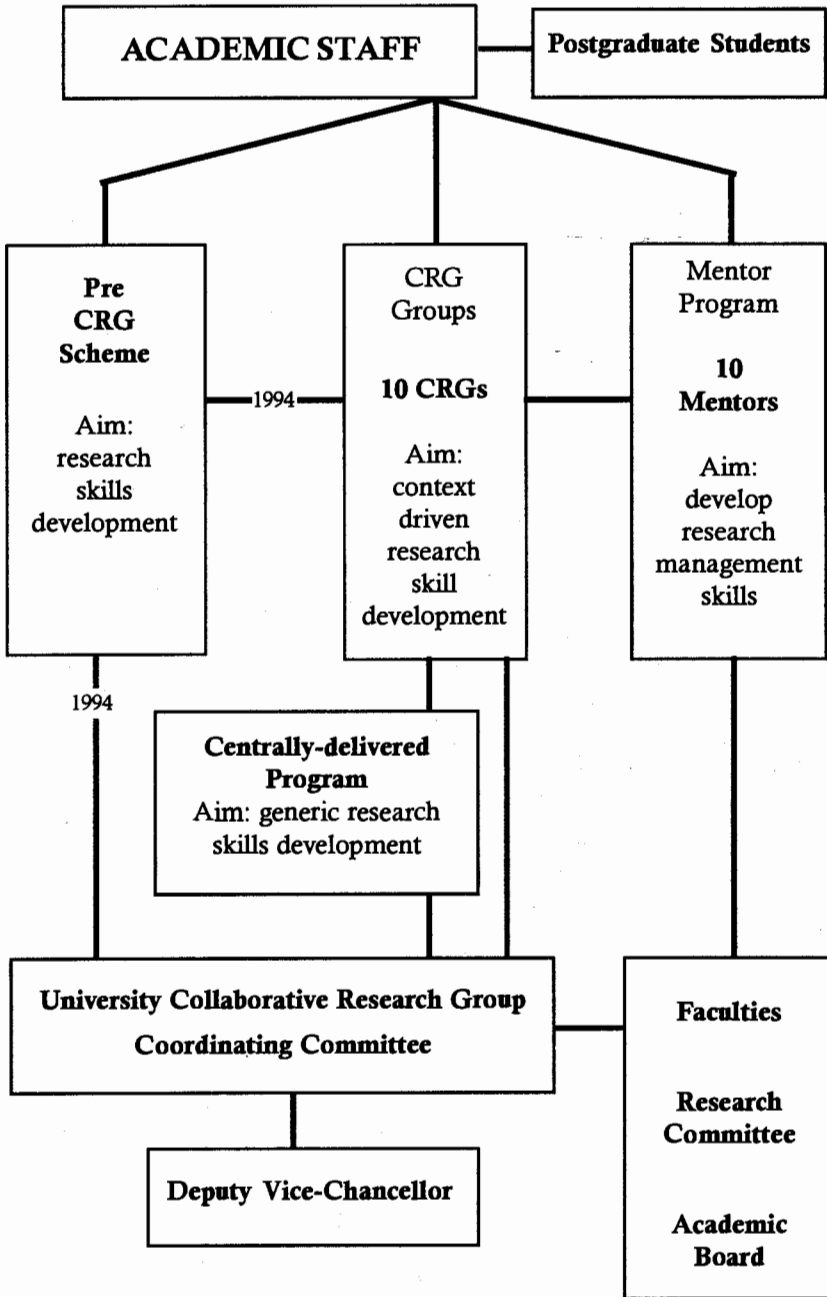 ACADEMIC STAFF
Postgraduate Students
Pre
CRG
Scheme
Aim:
research
skills
development
1994
CRG
Groups
10 CRGs
Aim:
context
driven
research
skill
development
Mentor
Program
10
Mentors
Aim:
develop
research
management
skills
1994
Centrally-delivered
Program
Aim: generic research
skills development
University Collaborative Research Group
Coordinating Committee
Faculties
Research
Committee
Academic
Board
Deputy Vice-Chancellor